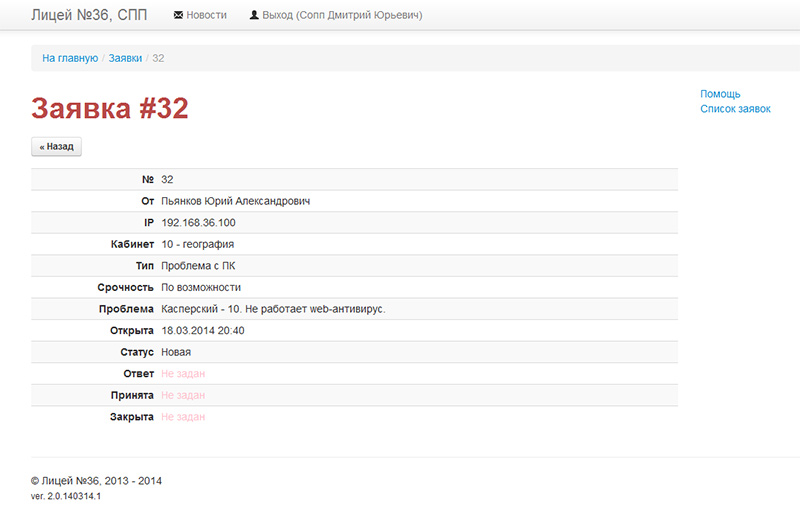 Лицей №36, СПП Новости Выход (Сопп Дмитрий Юрьевич)
На главную / Заявки / 32
Помощь
Список заявок
Заявка #32
« Назад
№ 32
От Пьянков Юрий Александрович
IP 192.168.36.100
Кабинет 10 - география
Тип Проблема с ПК
Срочность По возможности
Проблема Касперский - 10. Не работает web-антивирус.
Открыта 18.03.2014 20:40
Статус Новая
Ответ Не задан
Принята Не задан
Закрыта Не задан
© Лицей №36, 2013 - 2014
ver. 2.0.140314.1